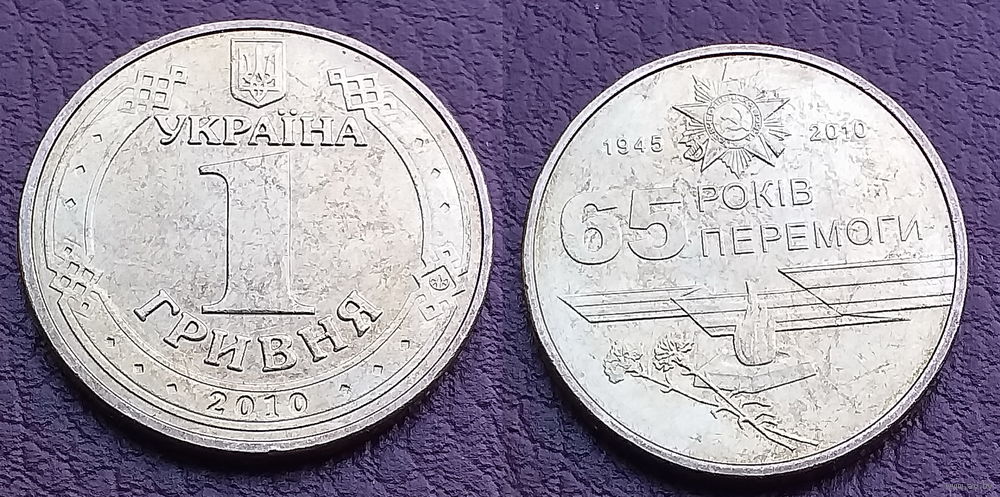 УКРАЇНА
1
ГРИВНЯ
2010
1945 2010
65 РОКІВ
ПЕРЕМОГИ